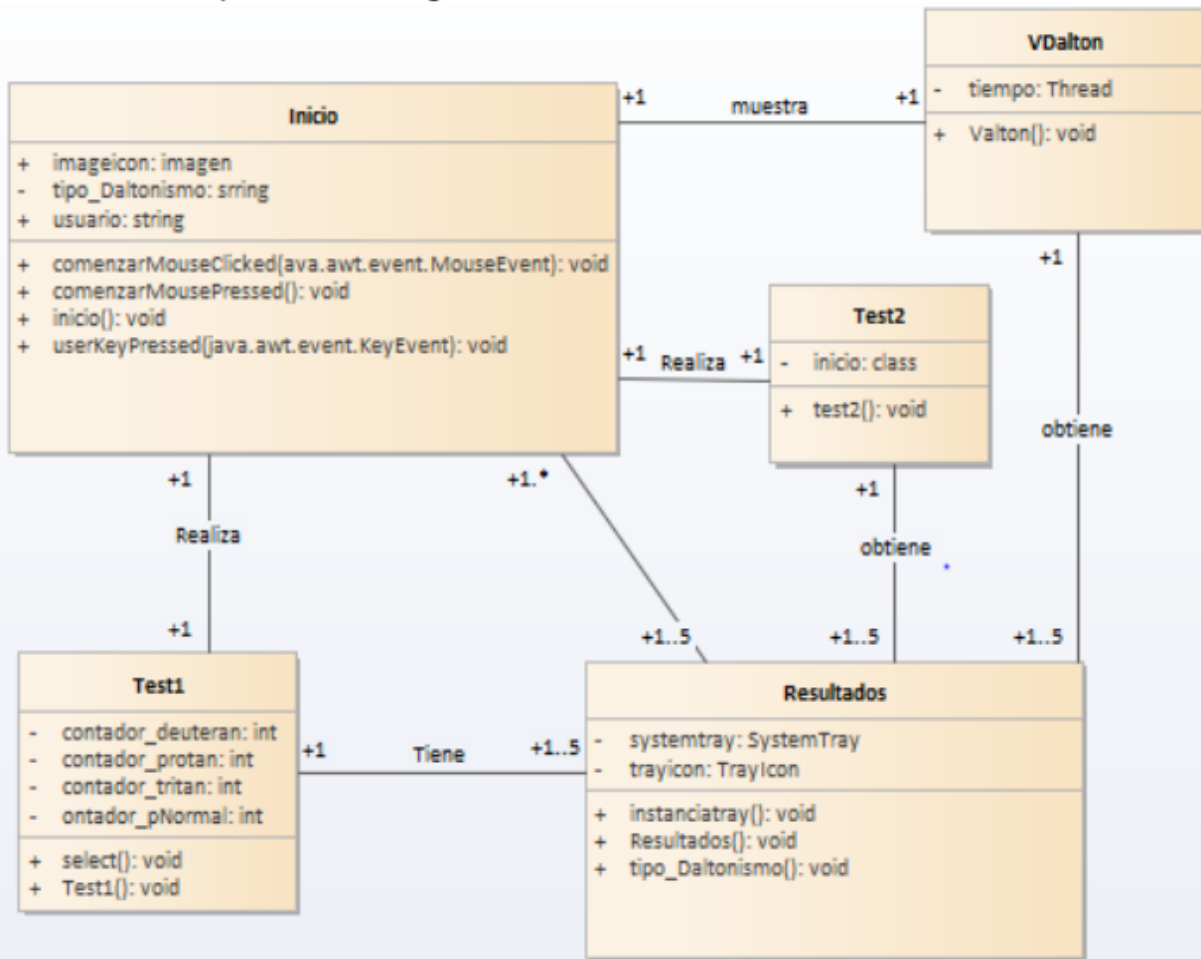 VDalton
- tiempo: Thread
+ Valton(): void
Inicio
+ imageicon: imagen
- tipo_Daltonismo: srring
+ usuario: string
+ comenzarMouseClicked(ava.awt.event.MouseEvent): void
+ comenzarMousePressed(): void
+ inicio(): void
+ userKeyPressed(java.awt.event.KeyEvent): void
+1 muestra +1
Test2
- inicio: class
+ test2(): void
+1 Realiza +1
+1
obtiene
+1..5
+1
obtiene
+1..5
+1
Realiza
+1
+1.*
+1..5
Test1
- contador_deuteran: int
- contador_protan: int
- contador_tritan: int
- ontador_pNormal: int
+ select(): void
+ Test1(): void
+1 Tiene +1..5
Resultados
- systemtray: SystemTray
- trayicon: TrayIcon
+ instanciatray(): void
+ Resultados(): void
+ tipo_Daltonismo(): void